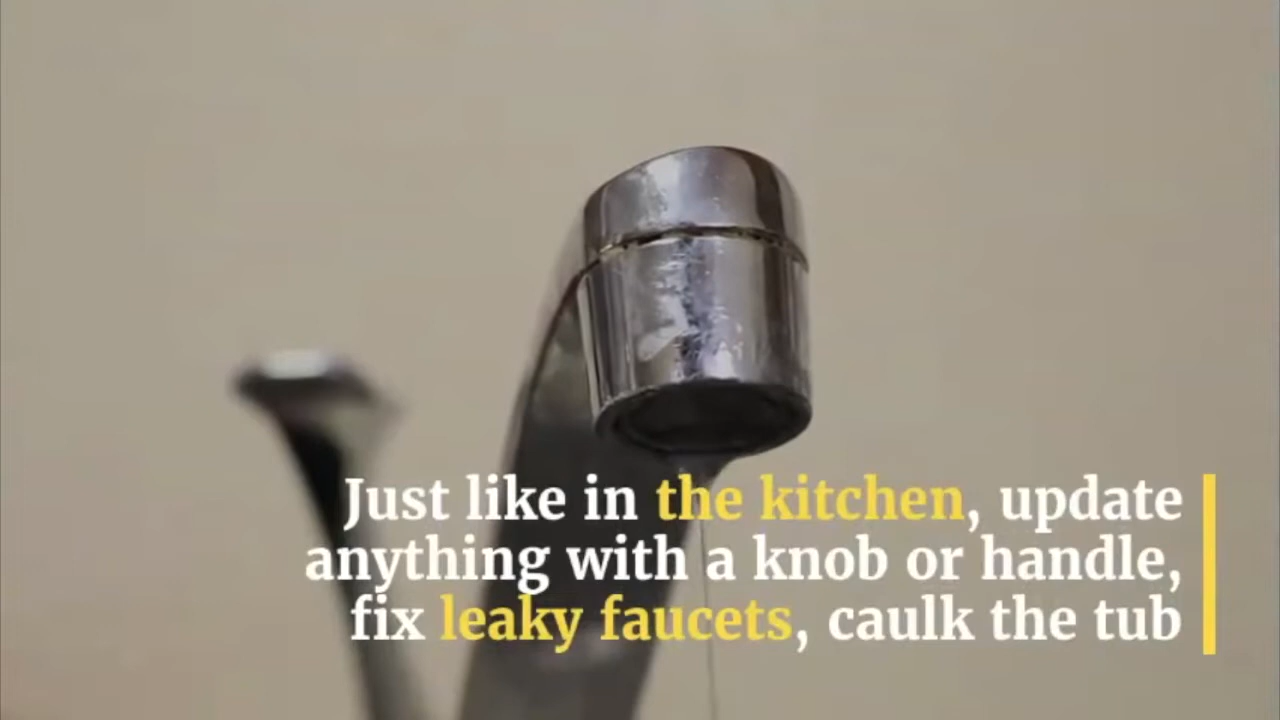 Just like in the kitchen, update
anything with a knob or handle,
fix leaky faucets, caulk the tub